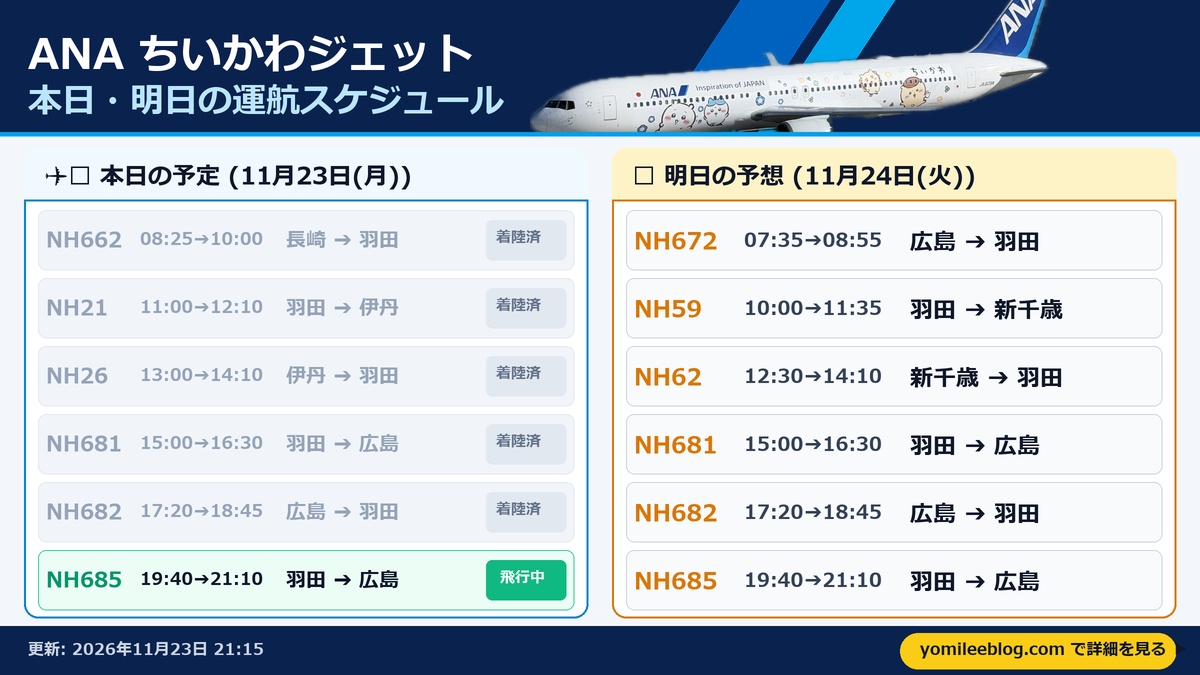 ANA ちいかわジェット
本日・明日の運航スケジュール
ANA Inspiration of JAPAN
ちいかわ
ANA
✈□ 本日の予定 (11月23日(月))
NH662 08:25→10:00 長崎 → 羽田 着陸済
NH21 11:00→12:10 羽田 → 伊丹 着陸済
NH26 13:00→14:10 伊丹 → 羽田 着陸済
NH681 15:00→16:30 羽田 → 広島 着陸済
NH682 17:20→18:45 広島 → 羽田 着陸済
NH685 19:40→21:10 羽田 → 広島 飛行中
□ 明日の予想 (11月24日(火))
NH672 07:35→08:55 広島 → 羽田
NH59 10:00→11:35 羽田 → 新千歳
NH62 12:30→14:10 新千歳 → 羽田
NH681 15:00→16:30 羽田 → 広島
NH682 17:20→18:45 広島 → 羽田
NH685 19:40→21:10 羽田 → 広島
更新: 2026年11月23日 21:15
yomileeblog.com で詳細を見る